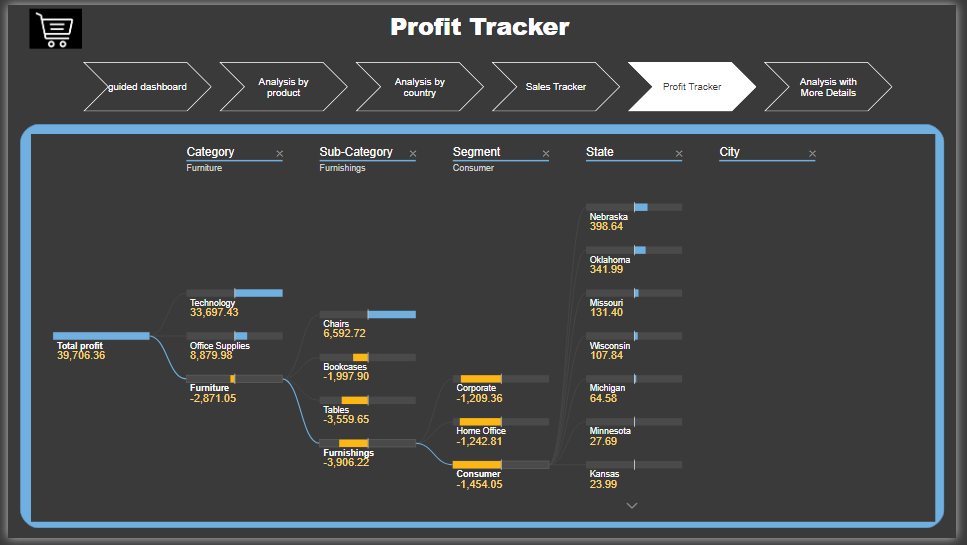 Profit Tracker
guided dashboard
Analysis by
product
Analysis by
country
Sales Tracker
Profit Tracker
Analysis with
More Details
Category
Furniture
Sub-Category
Furnishings
Segment
Consumer
State
City
Total profit
39,706.36
Technology
33,697.43
Office Supplies
8,879.98
Furniture
-2,871.05
Chairs
6,592.72
Bookcases
-1,997.90
Tables
-3,559.65
Furnishings
-3,906.22
Corporate
-1,209.36
Home Office
-1,242.81
Consumer
-1,454.05
Nebraska
398.64
Oklahoma
341.99
Missouri
131.40
Wisconsin
107.84
Michigan
64.58
Minnesota
27.69
Kansas
23.99